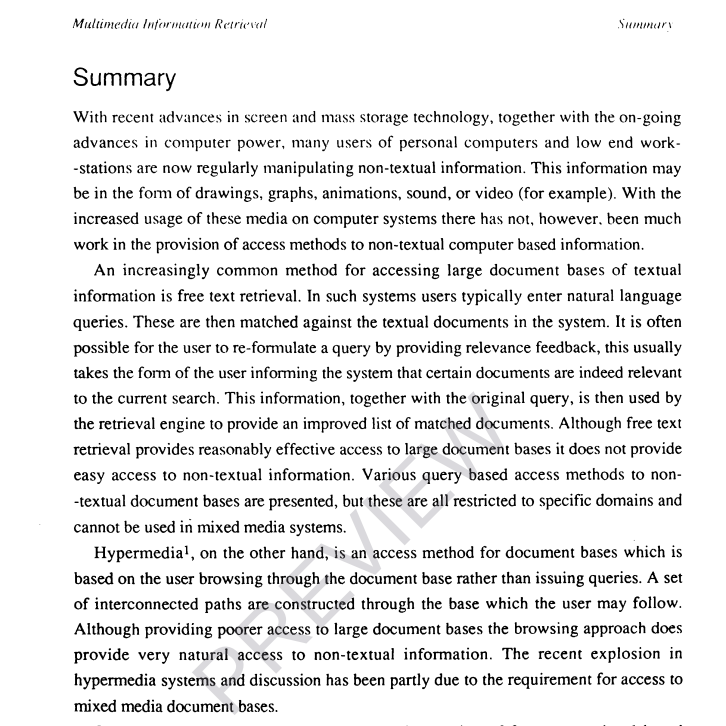 Multimedia Information Retrieval Summary
Summary
With recent advances in screen and mass storage technology, together with the on-going
advances in computer power, many users of personal computers and low end work-
-stations are now regularly manipulating non-textual information. This information may
be in the form of drawings, graphs, animations, sound, or video (for example). With the
increased usage of these media on computer systems there has not, however, been much
work in the provision of access methods to non-textual computer based information.
An increasingly common method for accessing large document bases of textual
information is free text retrieval. In such systems users typically enter natural language
queries. These are then matched against the textual documents in the system. It is often
possible for the user to re-formulate a query by providing relevance feedback, this usually
takes the form of the user informing the system that certain documents are indeed relevant
to the current search. This information, together with the original query, is then used by
the retrieval engine to provide an improved list of matched documents. Although free text
retrieval provides reasonably effective access to large document bases it does not provide
easy access to non-textual information. Various query based access methods to non-
-textual document bases are presented, but these are all restricted to specific domains and
cannot be used in mixed media systems.
Hypermedia¹, on the other hand, is an access method for document bases which is
based on the user browsing through the document base rather than issuing queries. A set
of interconnected paths are constructed through the base which the user may follow.
Although providing poorer access to large document bases the browsing approach does
provide very natural access to non-textual information. The recent explosion in
hypermedia systems and discussion has been partly due to the requirement for access to
mixed media document bases.
PREVIEW